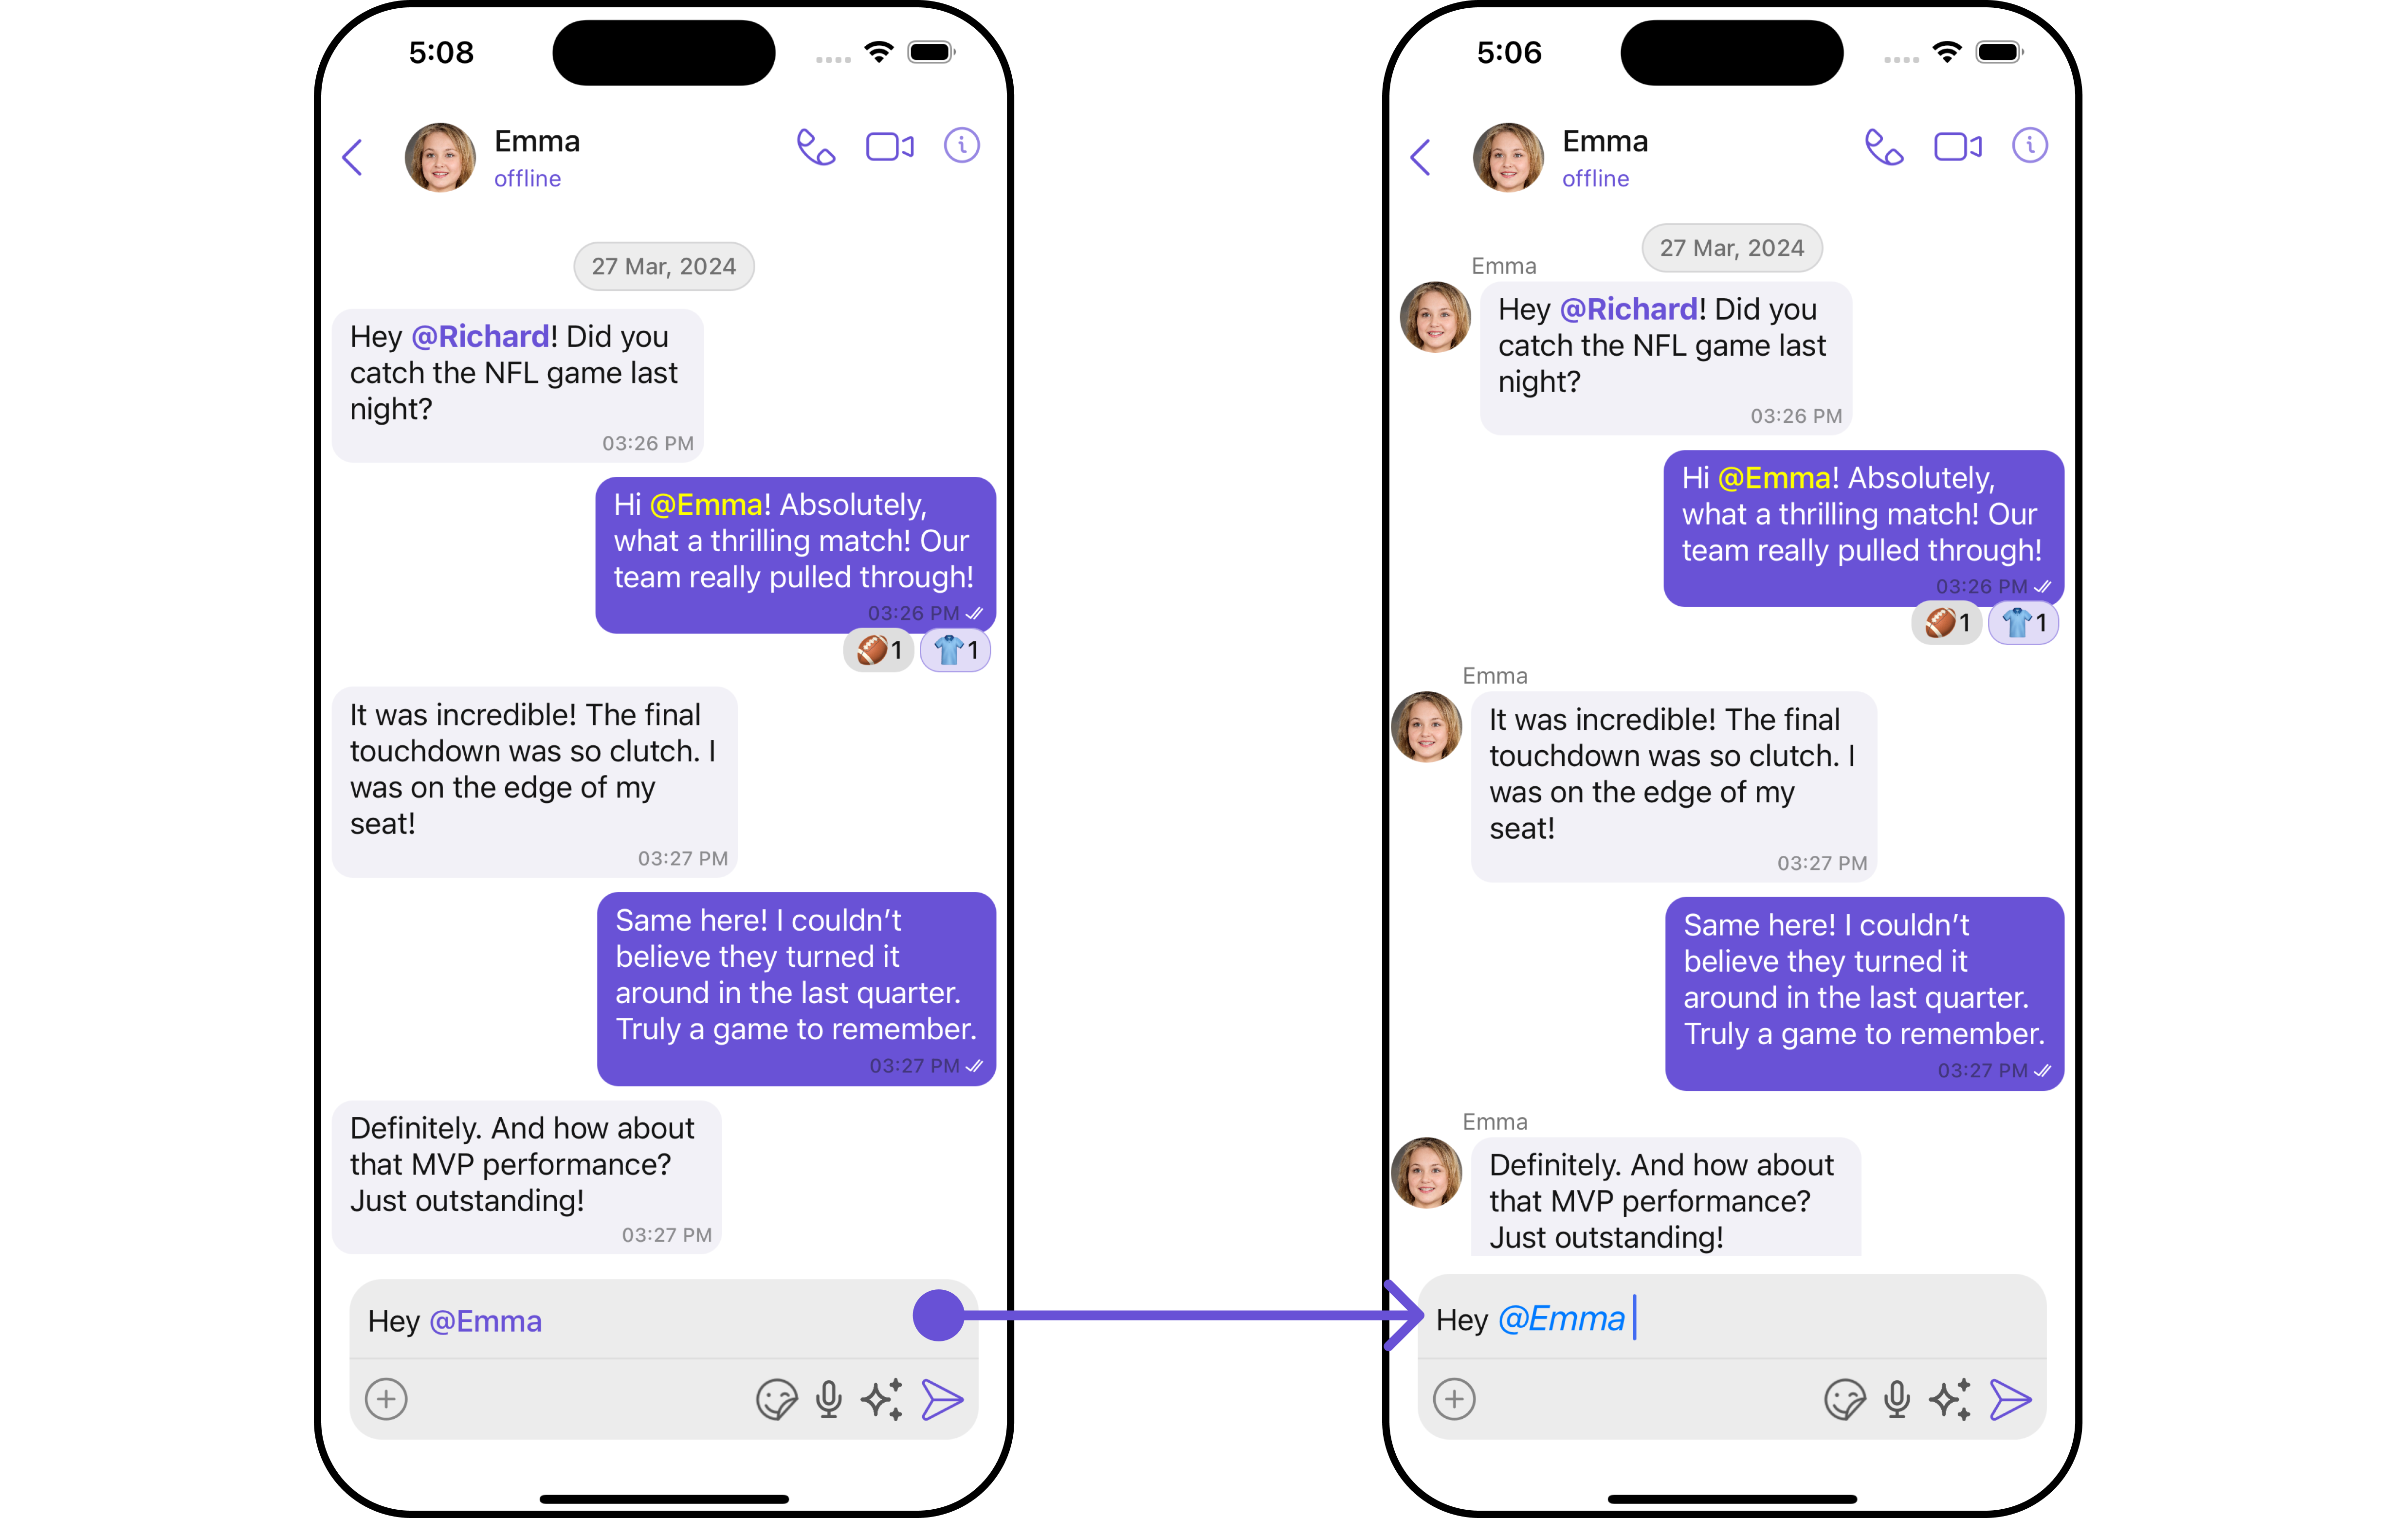 5:08
Emma
offline
27 Mar, 2024
Hey @Richard! Did you
catch the NFL game last
night?
03:26 PM
Hi @Emma! Absolutely,
what a thrilling match! Our
team really pulled through!
03:26 PM
🏈 1 👕 1
It was incredible! The final
touchdown was so clutch. I
was on the edge of my
seat!
03:27 PM
Same here! I couldn’t
believe they turned it
around in the last quarter.
Truly a game to remember.
03:27 PM
Definitely. And how about
that MVP performance?
Just outstanding!
03:27 PM
Hey @Emma
5:06
Emma
offline
27 Mar, 2024
Emma
Hey @Richard! Did you
catch the NFL game last
night?
03:26 PM
Hi @Emma! Absolutely,
what a thrilling match! Our
team really pulled through!
03:26 PM
🏈 1 👕 1
Emma
It was incredible! The final
touchdown was so clutch. I
was on the edge of my
seat!
03:27 PM
Same here! I couldn’t
believe they turned it
around in the last quarter.
Truly a game to remember.
03:27 PM
Emma
Definitely. And how about
that MVP performance?
Just outstanding!
Hey @Emma